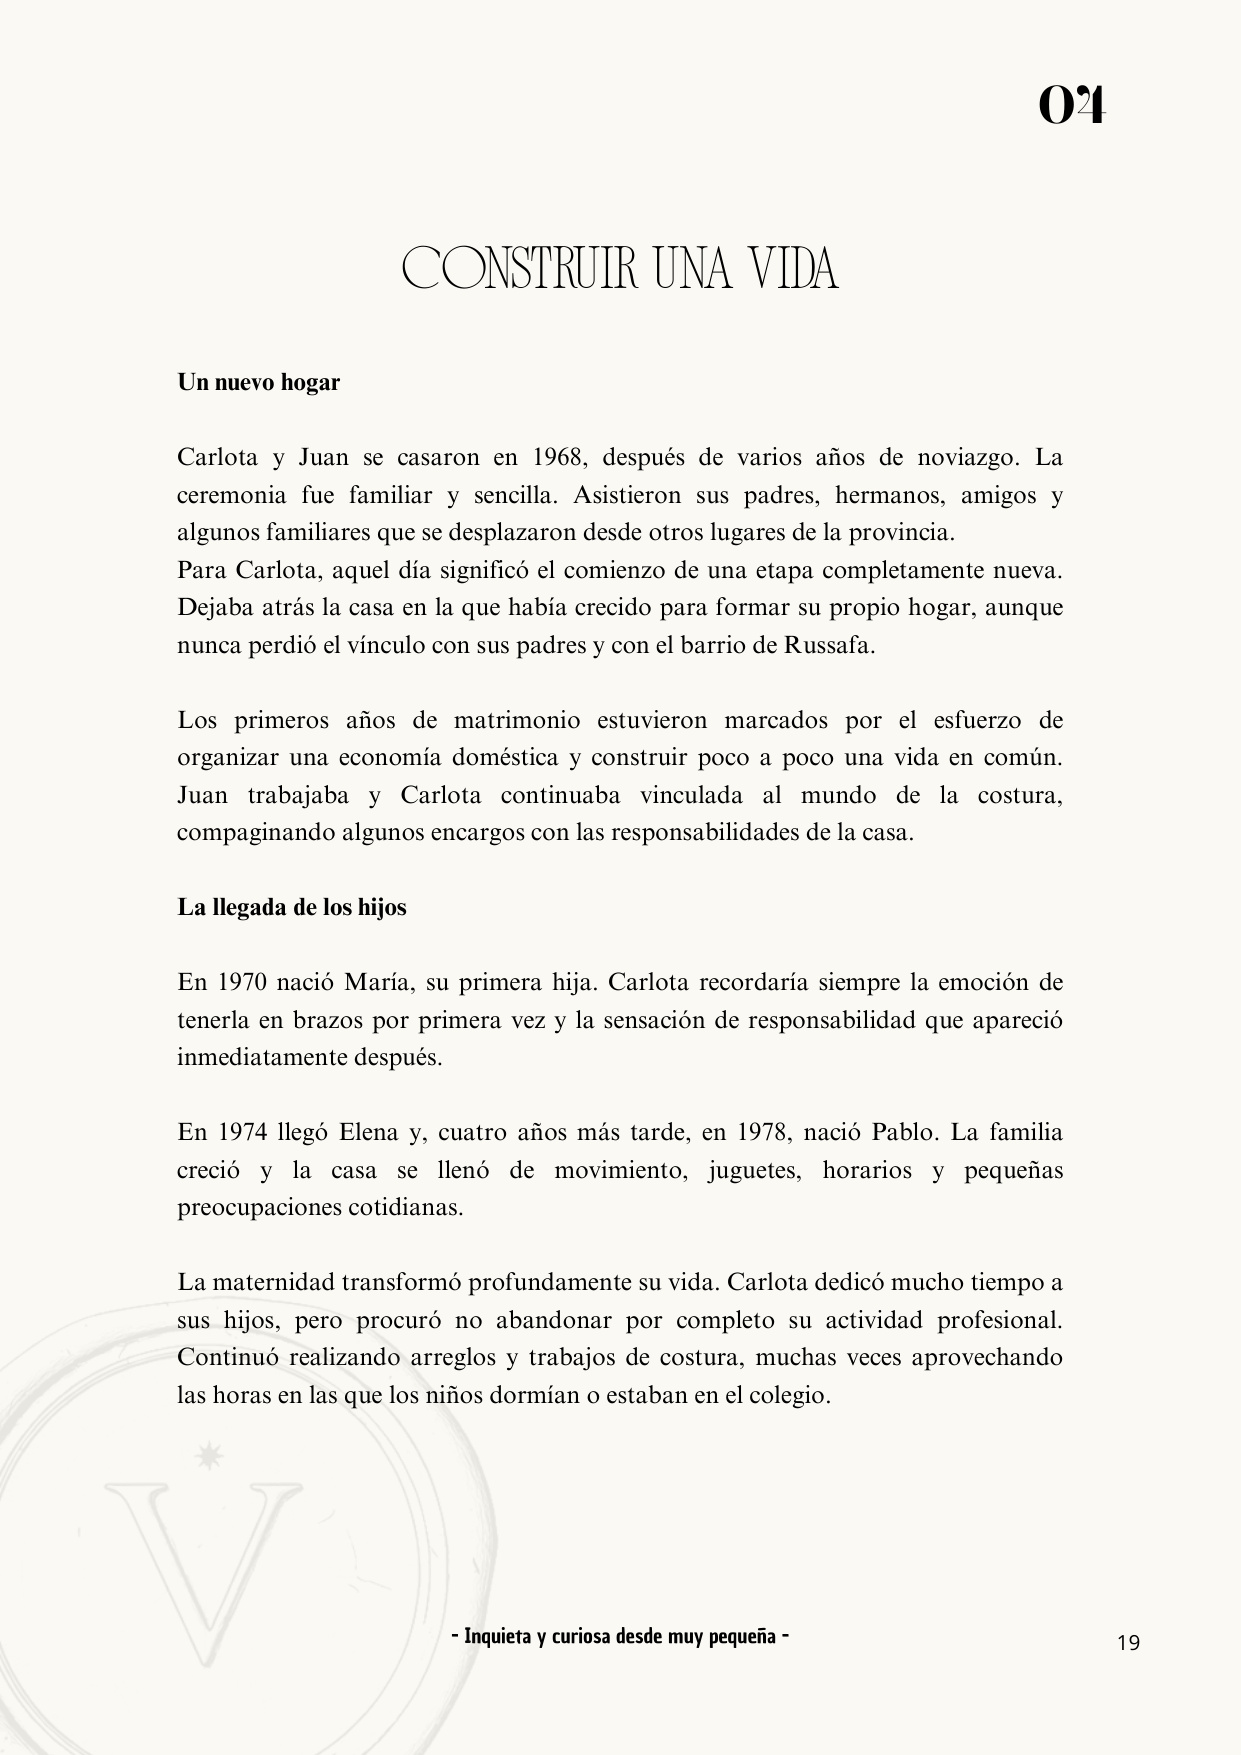 04
CONSTRUIR UNA VIDA
Un nuevo hogar
Carlota y Juan se casaron en 1968, después de varios años de noviazgo. La
ceremonia fue familiar y sencilla. Asistieron sus padres, hermanos, amigos y
algunos familiares que se desplazaron desde otros lugares de la provincia.
Para Carlota, aquel día significó el comienzo de una etapa completamente nueva.
Dejaba atrás la casa en la que había crecido para formar su propio hogar, aunque
nunca perdió el vínculo con sus padres y con el barrio de Russafa.
Los primeros años de matrimonio estuvieron marcados por el esfuerzo de
organizar una economía doméstica y construir poco a poco una vida en común.
Juan trabajaba y Carlota continuaba vinculada al mundo de la costura,
compaginando algunos encargos con las responsabilidades de la casa.
La llegada de los hijos
En 1970 nació María, su primera hija. Carlota recordaría siempre la emoción de
tenerla en brazos por primera vez y la sensación de responsabilidad que apareció
inmediatamente después.
En 1974 llegó Elena y, cuatro años más tarde, en 1978, nació Pablo. La familia
creció y la casa se llenó de movimiento, juguetes, horarios y pequeñas
preocupaciones cotidianas.
La maternidad transformó profundamente su vida. Carlota dedicó mucho tiempo a
sus hijos, pero procuró no abandonar por completo su actividad profesional.
Continuó realizando arreglos y trabajos de costura, muchas veces aprovechando
las horas en las que los niños dormían o estaban en el colegio.
V
- Inquieta y curiosa desde muy pequeña -
19